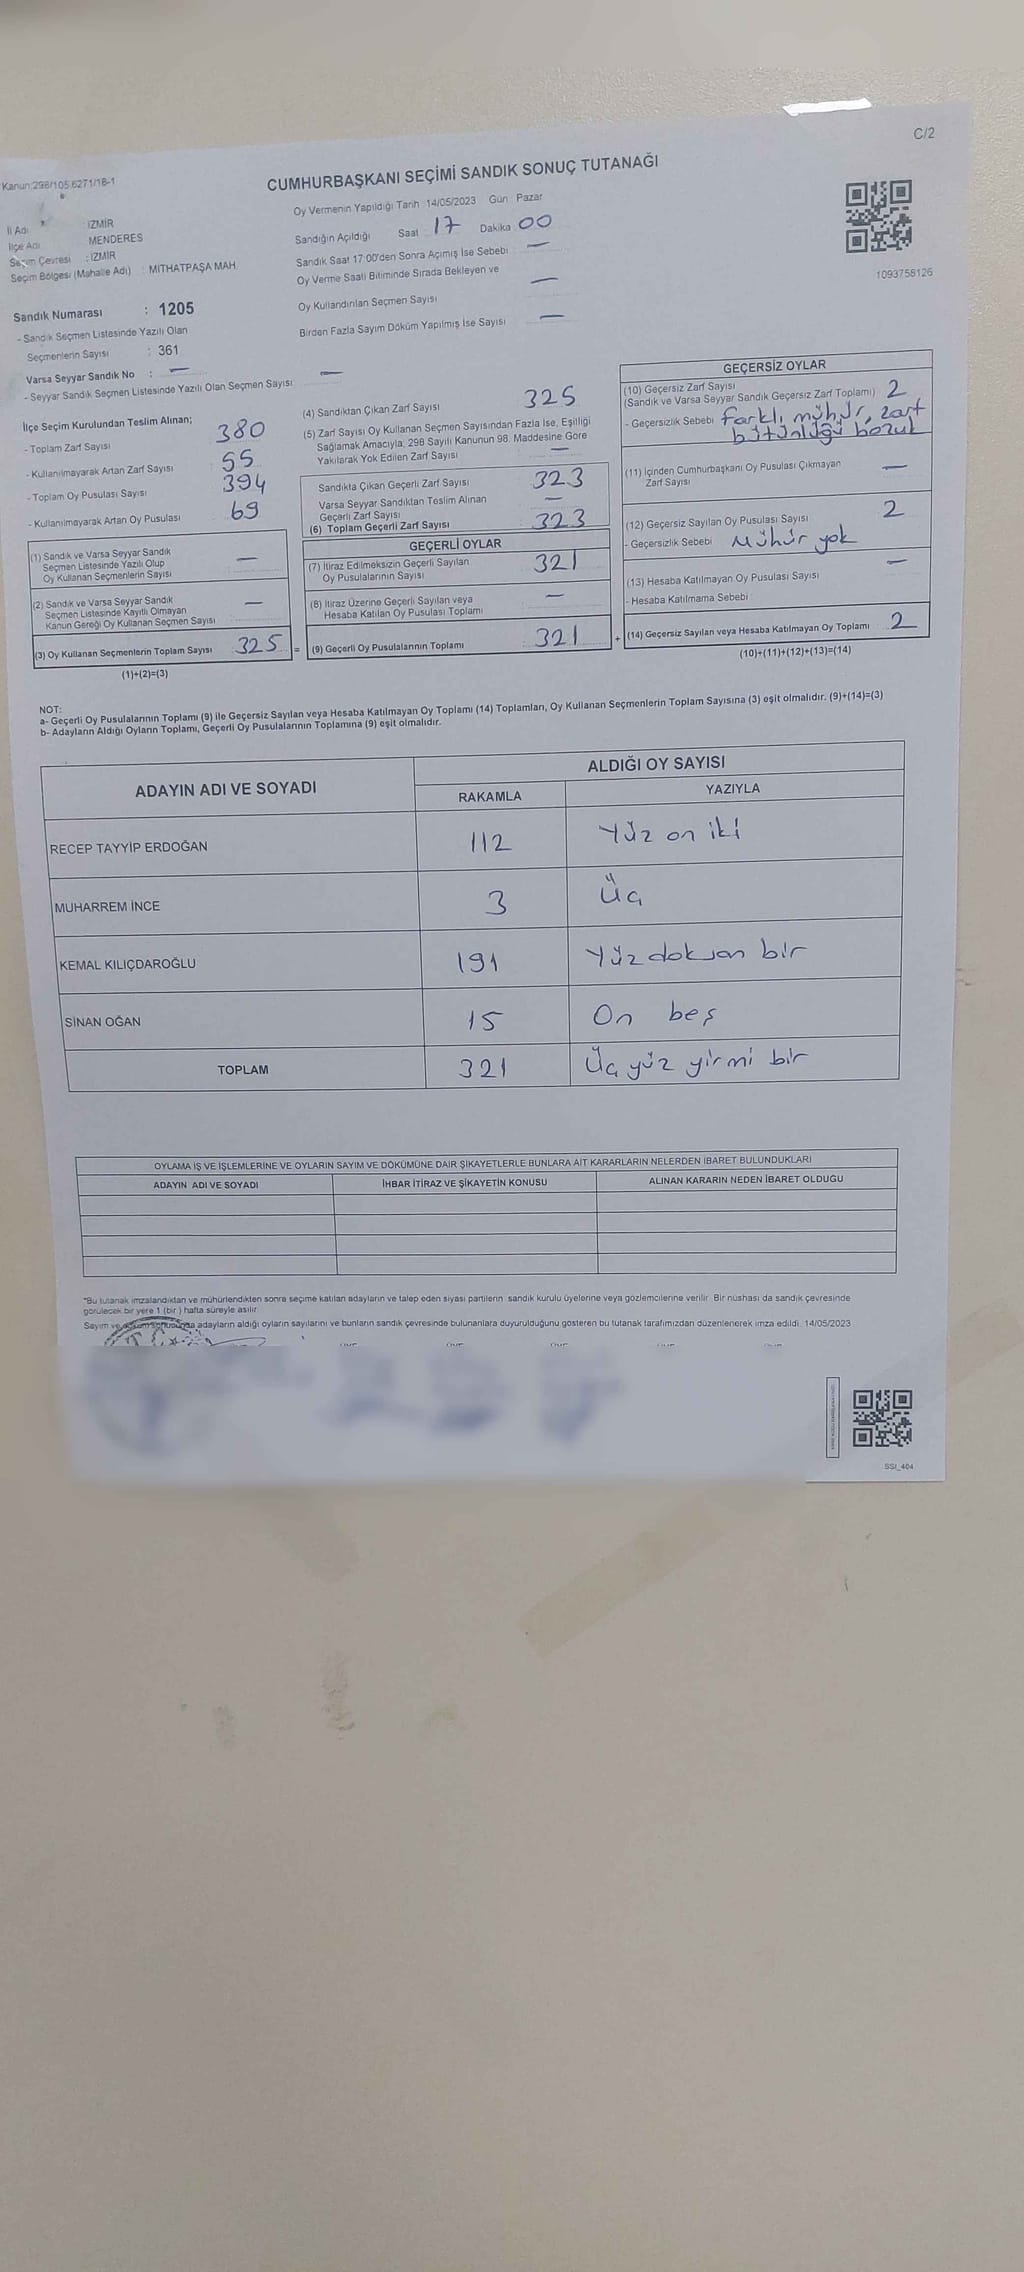 C/2
Kanun:298/105 6271/18-1
CUMHURBAŞKANI SEÇİMİ SANDIK SONUÇ TUTANAĞI
İl Adı : İZMİR
İlçe Adı : MENDERES
Seçim Çevresi : İZMİR
Seçim Bölgesi (Mahalle Adı) : MİTHATPAŞA MAH.
Oy Vermenin Yapıldığı Tarih 14/05/2023 Gün Pazar
Sandığın Açıldığı Saat 17 Dakika 00
Sandık Saat 17:00'den Sonra Açılmış İse Sebebi —
Oy Verme Saati Bitiminde Sırada Bekleyen ve
Oy Kullandırılan Seçmen Sayısı —
Birden Fazla Sayım Döküm Yapılmış İse Sayısı —
1093758126
Sandık Numarası : 1205
- Sandık Seçmen Listesinde Yazılı Olan
Seçmenlerin Sayısı : 361
Varsa Seyyar Sandık No : —
- Seyyar Sandık Seçmen Listesinde Yazılı Olan Seçmen Sayısı —
İlçe Seçim Kurulundan Teslim Alınan;
- Toplam Zarf Sayısı 380
- Kullanılmayarak Artan Zarf Sayısı 55
- Toplam Oy Pusulası Sayısı 394
- Kullanılmayarak Artan Oy Pusulası 69
(1) Sandık ve Varsa Seyyar Sandık
Seçmen Listesinde Yazılı Olup
Oy Kullanan Seçmenlerin Sayısı —
(2) Sandık ve Varsa Seyyar Sandık
Seçmen Listesinde Kayıtlı Olmayan
Kanun Gereği Oy Kullanan Seçmen Sayısı —
(3) Oy Kullanan Seçmenlerin Toplam Sayısı 325 =
(1)+(2)=(3)
(4) Sandıktan Çıkan Zarf Sayısı 325
(5) Zarf Sayısı Oy Kullanan Seçmen Sayısından Fazla İse, Eşitliği
Sağlamak Amacıyla, 298 Sayılı Kanunun 98. Maddesine Göre
Yakılarak Yok Edilen Zarf Sayısı —
Sandıkta Çıkan Geçerli Zarf Sayısı 323
Varsa Seyyar Sandıktan Teslim Alınan
Geçerli Zarf Sayısı —
(6) Toplam Geçerli Zarf Sayısı 323
GEÇERLİ OYLAR
(7) İtiraz Edilmeksizin Geçerli Sayılan
Oy Pusulalarının Sayısı 321
(8) İtiraz Üzerine Geçerli Sayılan veya
Hesaba Katılan Oy Pusulası Toplamı —
(9) Geçerli Oy Pusulalarının Toplamı 321 +
GEÇERSİZ OYLAR
(10) Geçersiz Zarf Sayısı
(Sandık ve Varsa Seyyar Sandık Geçersiz Zarf Toplamı) 2
- Geçersizlik Sebebi farklı mühür, zarf
bütünlüğü bozuk
(11) İçinden Cumhurbaşkanı Oy Pusulası Çıkmayan
Zarf Sayısı —
(12) Geçersiz Sayılan Oy Pusulası Sayısı 2
- Geçersizlik Sebebi Mühür yok
(13) Hesaba Katılmayan Oy Pusulası Sayısı —
- Hesaba Katılmama Sebebi
(14) Geçersiz Sayılan veya Hesaba Katılmayan Oy Toplamı 2
(10)+(11)+(12)+(13)=(14)
NOT:
a- Geçerli Oy Pusulalarının Toplamı (9) ile Geçersiz Sayılan veya Hesaba Katılmayan Oy Toplamı (14) Toplamları, Oy Kullanan Seçmenlerin Toplam Sayısına (3) eşit olmalıdır. (9)+(14)=(3)
b- Adayların Aldığı Oyların Toplamı, Geçerli Oy Pusulalarının Toplamına (9) eşit olmalıdır.
ADAYIN ADI VE SOYADI ALDIĞI OY SAYISI
RAKAMLA YAZIYLA
RECEP TAYYİP ERDOĞAN 112 Yüz on iki
MUHARREM İNCE 3 Üç
KEMAL KILIÇDAROĞLU 191 Yüz doksan bir
SİNAN OĞAN 15 On beş
TOPLAM 321 Üç yüz yirmi bir
OYLAMA İŞ VE İŞLEMLERİNE VE OYLARIN SAYIM VE DÖKÜMÜNE DAİR ŞİKAYETLERLE BUNLARA AİT KARARLARIN NELERDEN İBARET BULUNDUKLARI
ADAYIN ADI VE SOYADI İHBAR İTİRAZ VE ŞİKAYETİN KONUSU ALINAN KARARIN NEDEN İBARET OLDUĞU
*Bu tutanak imzalandıktan ve mühürlendikten sonra seçime katılan adayların ve talep eden siyasi partilerin sandık kurulu üyelerine veya gözlemcilerine verilir. Bir nüshası da sandık çevresinde
görülecek bir yere 1 (bir) hafta süreyle asılır.
Sayım ve döküm sonucunda adayların aldığı oyların sayılarını ve bunların sandık çevresinde bulunanlara duyurulduğunu gösteren bu tutanak tarafımızdan düzenlenerek imza edildi. 14/05/2023
T.C.
SSI_404